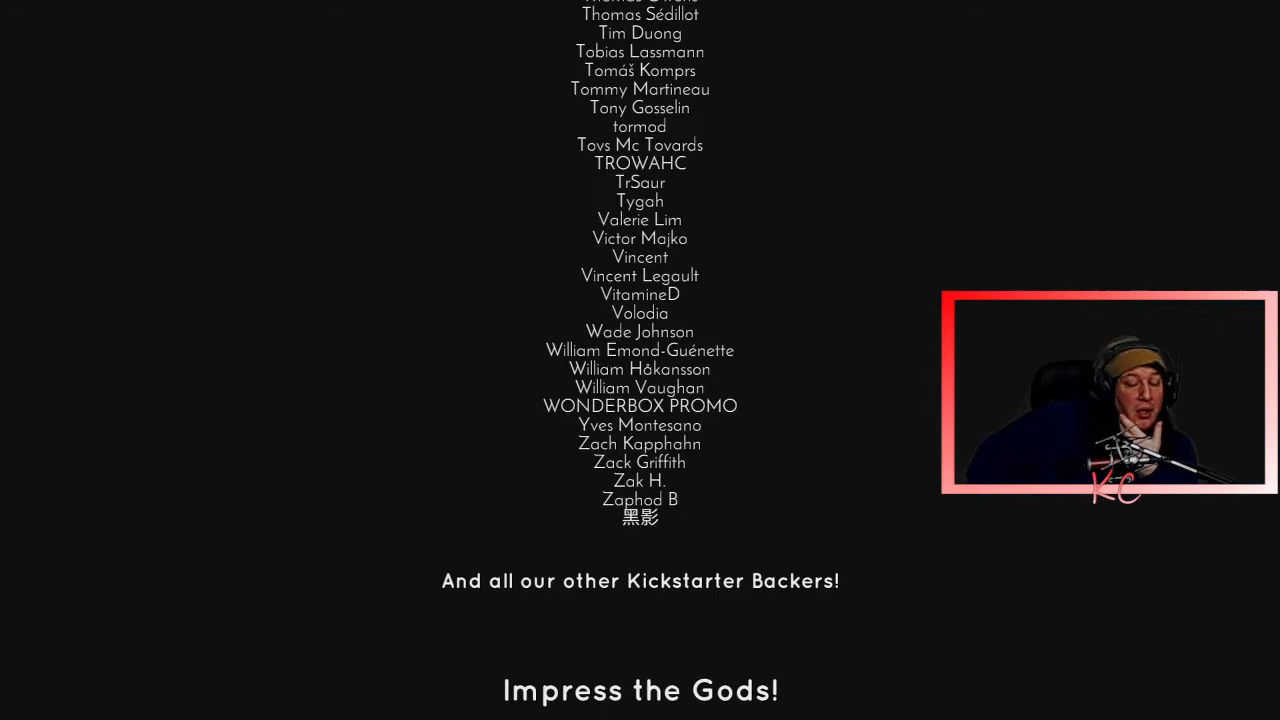 Thomas Sédillot
Tim Duong
Tobias Lassmann
Tomáš Komprs
Tommy Martineau
Tony Gosselin
tormod
Tovs Mc Tovards
TROWAHC
TrSaur
Tygah
Valerie Lim
Victor Majko
Vincent
Vincent Legault
VitamineD
Volodia
Wade Johnson
William Emond-Guénette
William Håkansson
William Vaughan
WONDERBOX PROMO
Yves Montesano
Zach Kapphahn
Zack Griffith
Zak H.
Zaphod B
黑影
KC
And all our other Kickstarter Backers!
Impress the Gods!